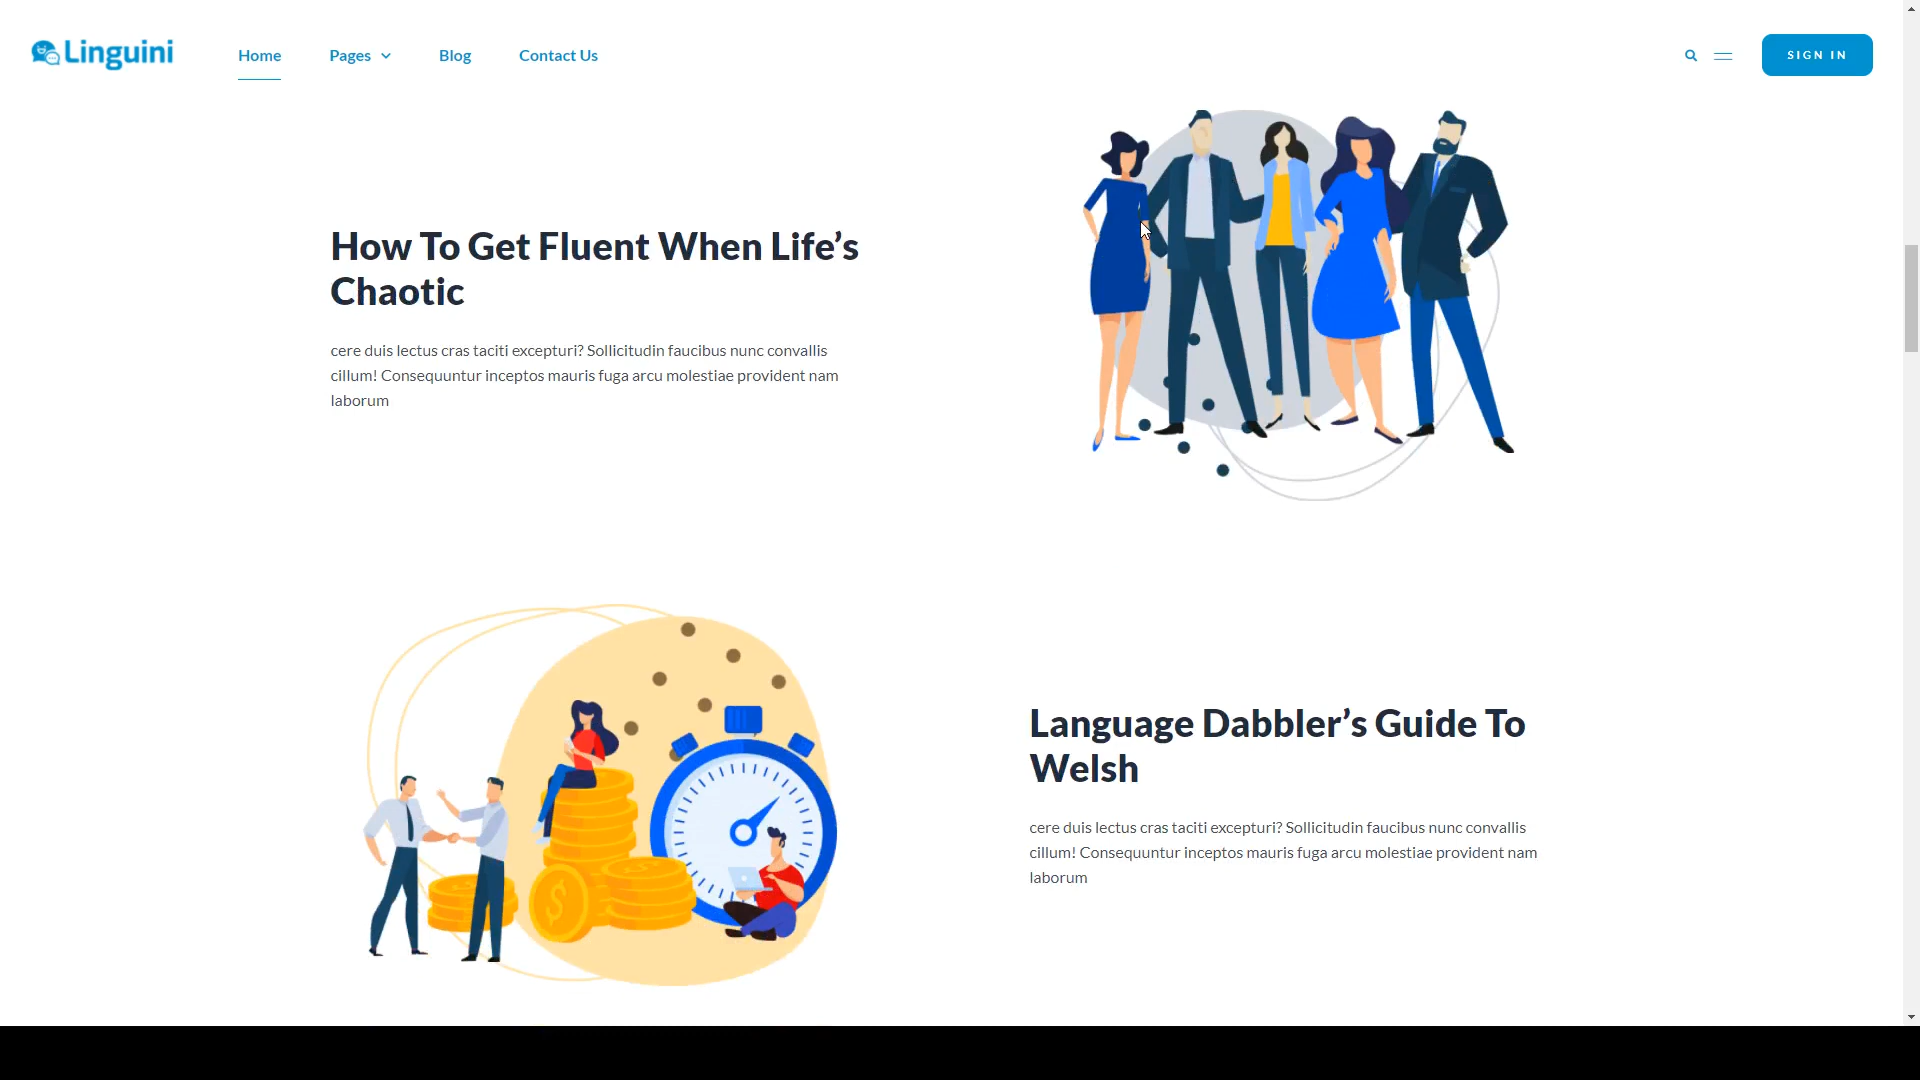 Linguini
Home
Pages
Blog
Contact Us
SIGN IN
How To Get Fluent When Life’s
Chaotic
cere duis lectus cras taciti excepturi? Sollicitudin faucibus nunc convallis
cillum! Consequuntur inceptos mauris fuga arcu molestiae provident nam
laborum
$
Language Dabbler’s Guide To
Welsh
cere duis lectus cras taciti excepturi? Sollicitudin faucibus nunc convallis
cillum! Consequuntur inceptos mauris fuga arcu molestiae provident nam
laborum